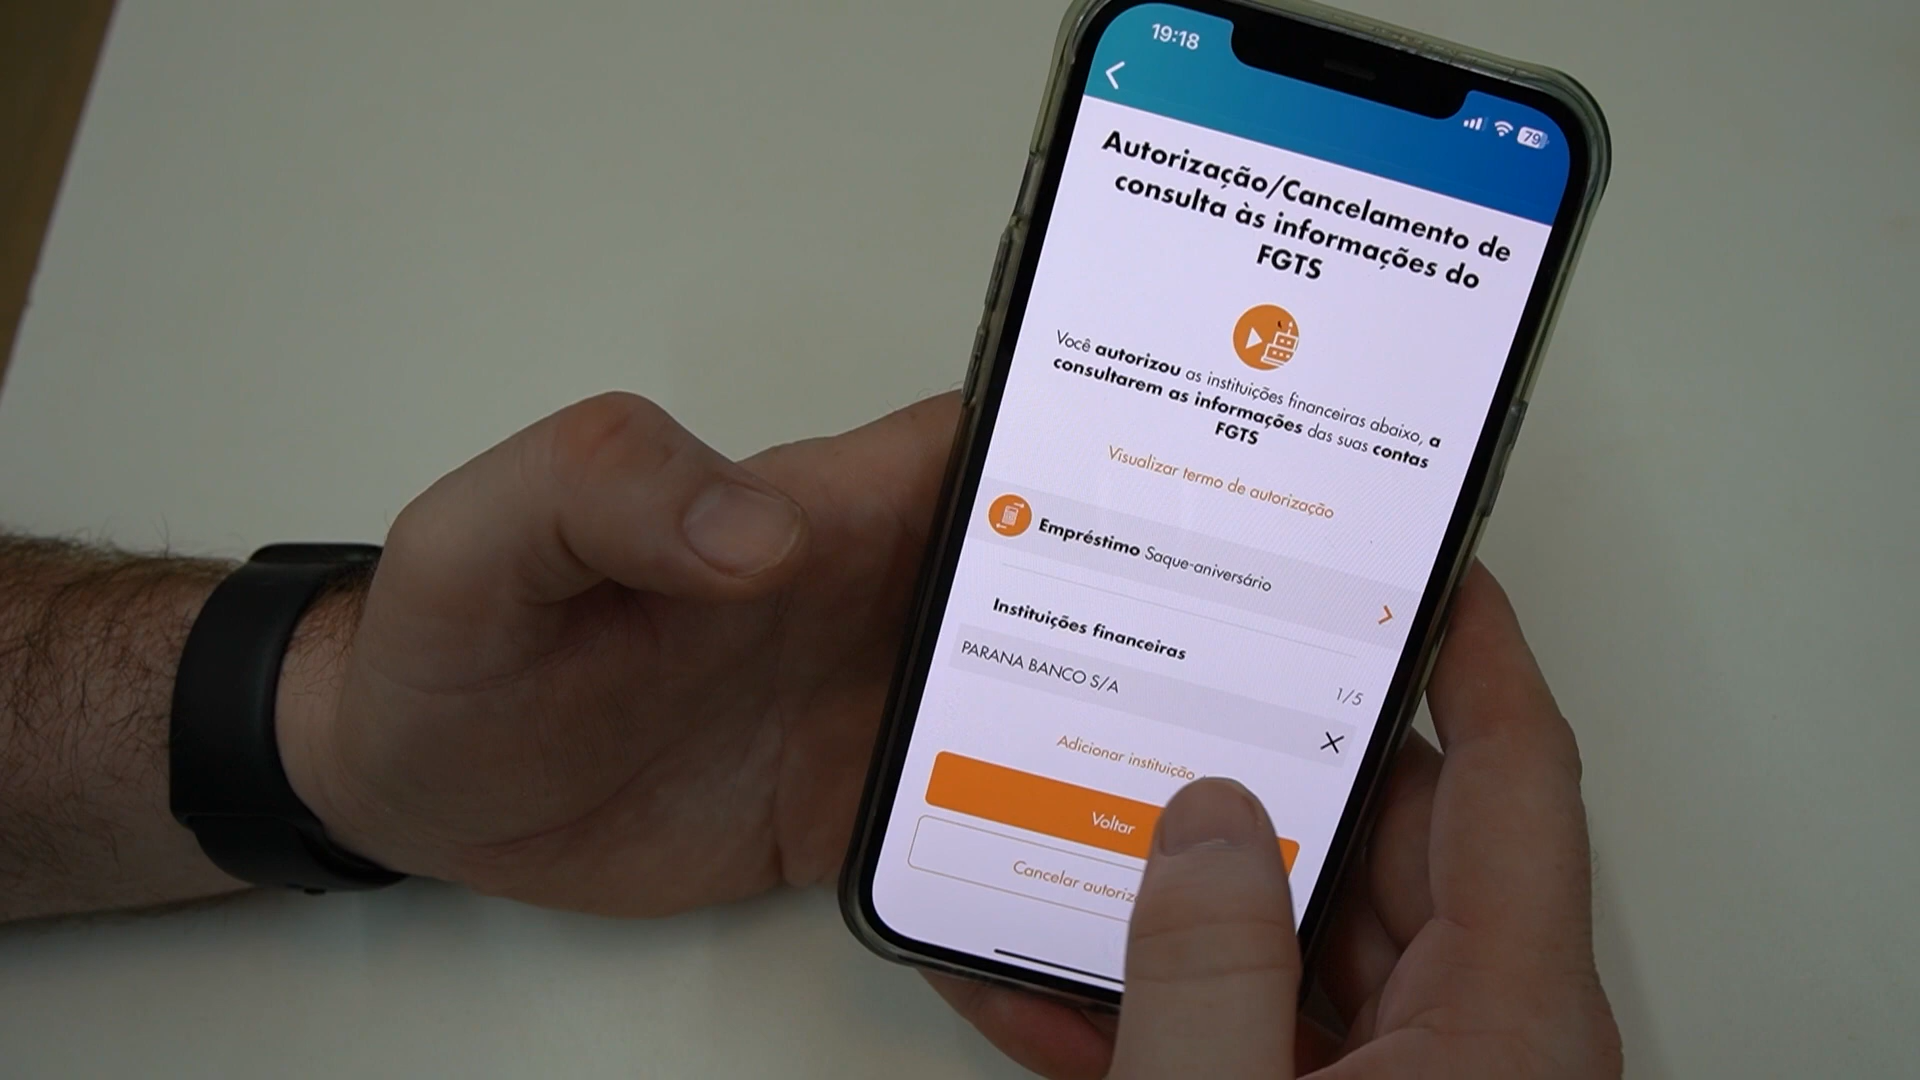 19:18
79
Autorização/Cancelamento de
consulta às informações do
FGTS
Você autorizou as instituições financeiras abaixo, a
consultarem as informações das suas contas
FGTS
Visualizar termo de autorização
Empréstimo Saque-aniversário
Instituições financeiras
1/5
PARANA BANCO S/A
Adicionar instituição
Voltar
Cancelar